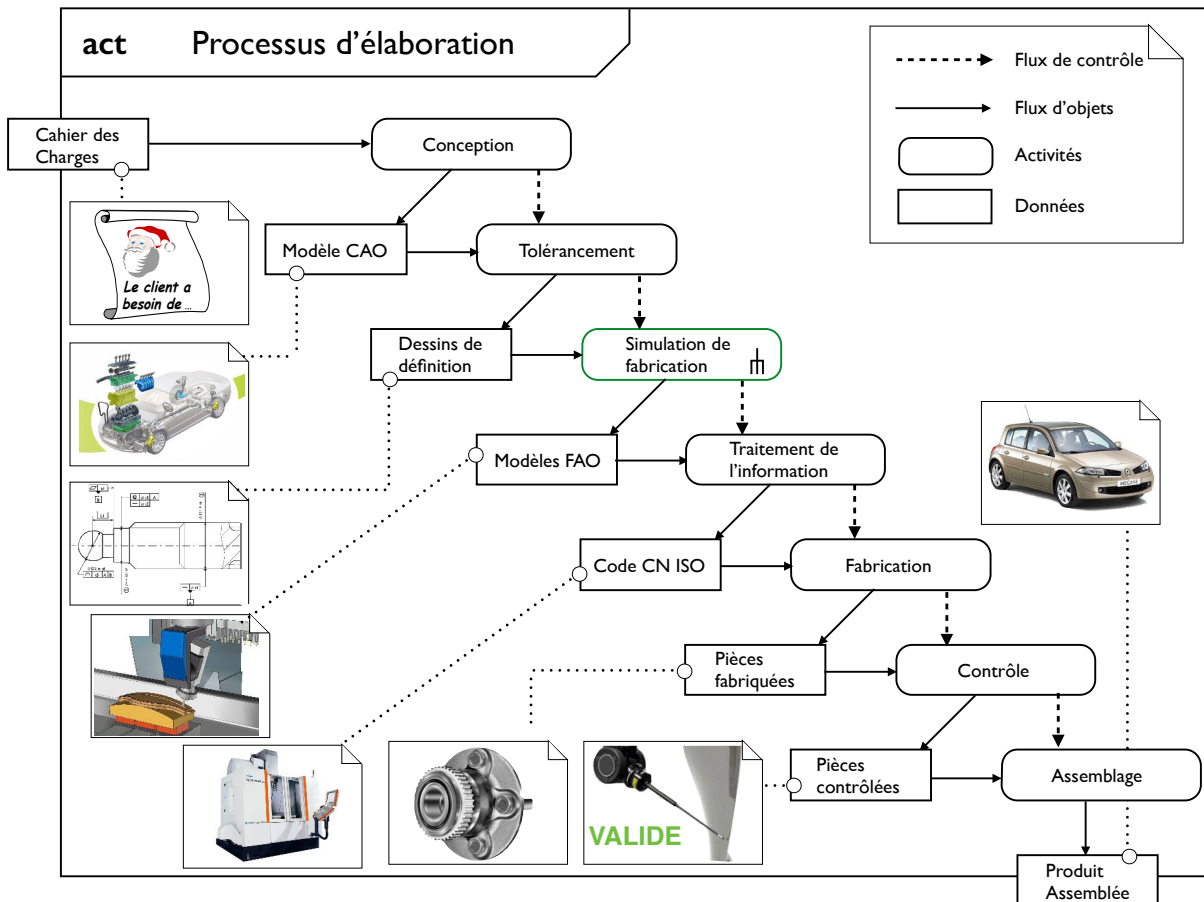 act Processus d'élaboration
Flux de contrôle
Flux d'objets
Activités
Données
Cahier des
Charges
Conception
Le client a
besoin de ...
Modèle CAO
Tolérancement
Dessins de
définition
Simulation de
fabrication
Modèles FAO
Traitement de
l'information
Code CN ISO
Fabrication
Pièces
fabriquées
Contrôle
VALIDE
Pièces
contrôlées
Assemblage
Produit
Assemblée